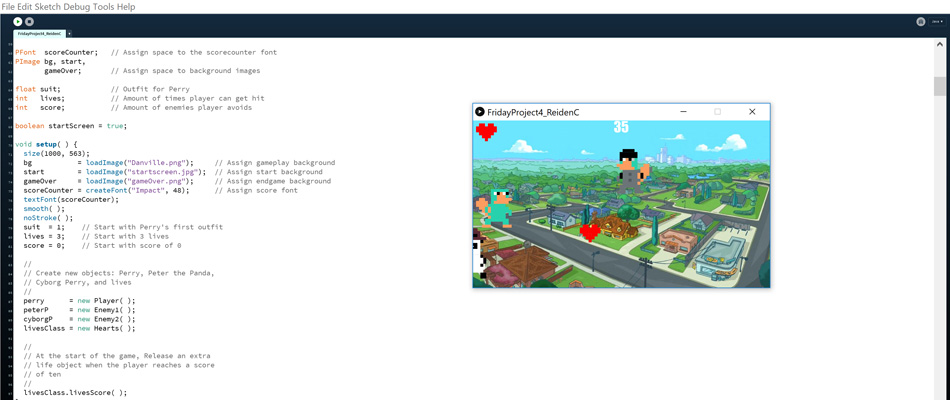 File Edit Sketch Debug Tools Help
Java
FridayProject4_ReidenC
PFont scoreCounter; // Assign space to the scorecounter font
PImage bg, start,
gameOver; // Assign space to background images
float suit; // Outfit for Perry
int lives; // Amount of times player can get hit
int score; // Amount of enemies player avoids
boolean startScreen = true;
void setup( ) {
size(1000, 563);
bg = loadImage("Danville.png"); // Assign gameplay background
start = loadImage("startscreen.jpg"); // Assign start background
gameOver = loadImage("gameOver.png"); // Assign endgame background
scoreCounter = createFont("Impact", 48); // Assign score font
textFont(scoreCounter);
smooth( );
noStroke( );
suit = 1; // Start with Perry's first outfit
lives = 3; // Start with 3 lives
score = 0; // Start with score of 0
//
// Create new objects: Perry, Peter the Panda,
// Cyborg Perry, and lives
//
perry = new Player( );
peterP = new Enemy1( );
cyborgP = new Enemy2( );
livesClass = new Hearts( );
//
// At the start of the game, Release an extra
// life object when the player reaches a score
// of ten
//
livesClass.livesScore( );
FridayProject4_ReidenC
35